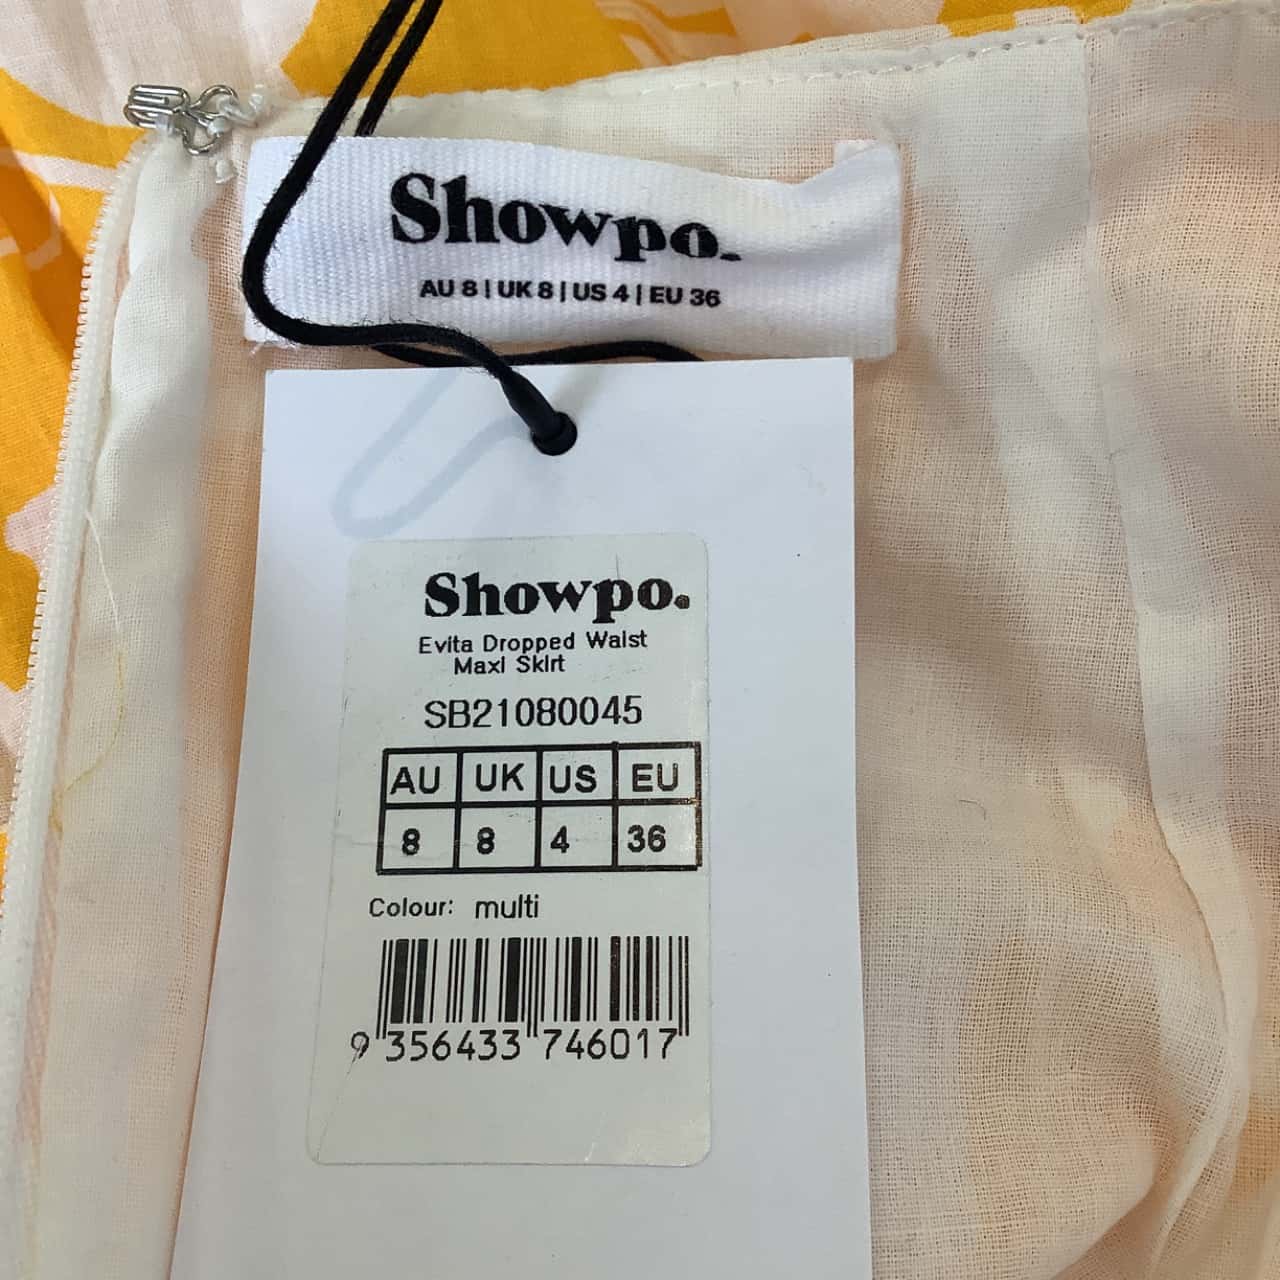 Showpo.
AU 8 | UK 8 | US 4 | EU 36
Showpo.
Evita Dropped Waist
Maxi Skirt
SB21080045
AU UK US EU
8 8 4 36
Colour: multi
9 356433 746017